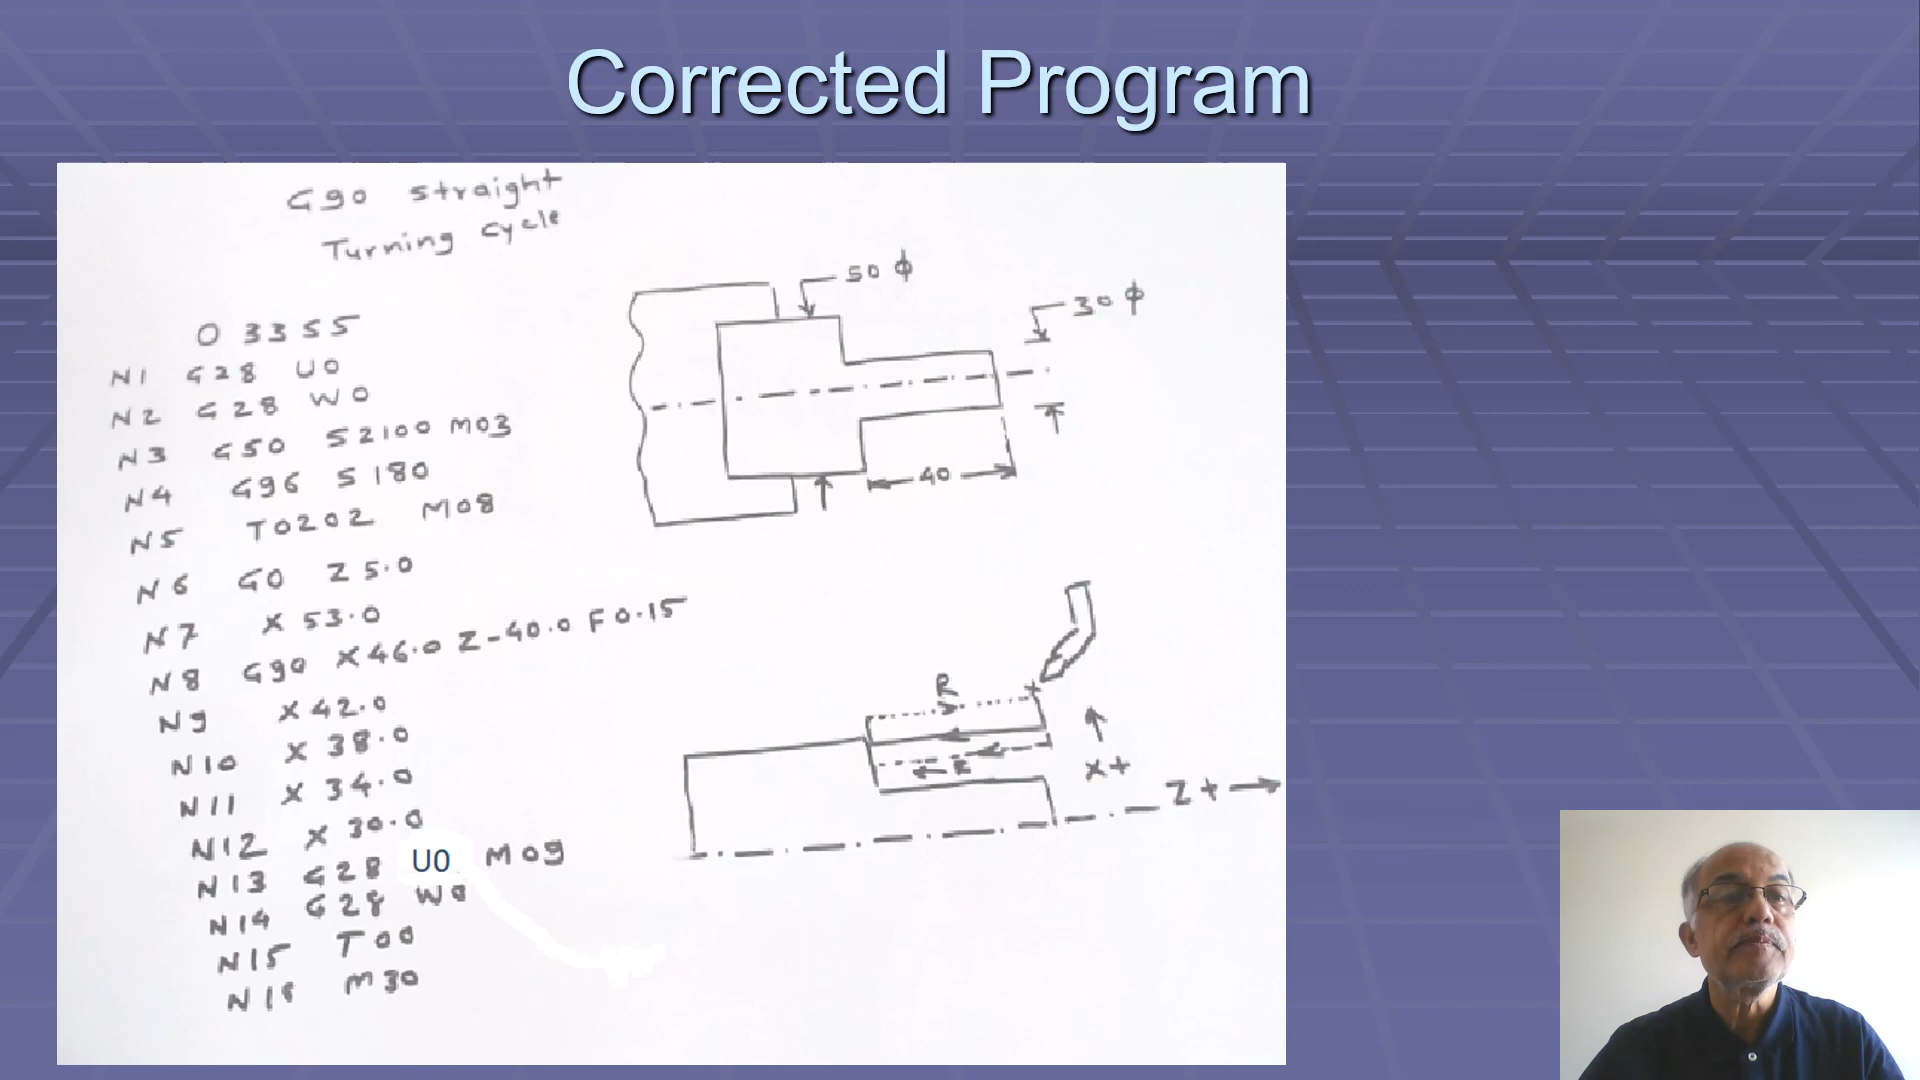 Corrected Program
G90 straight
Turning cycle
O 3355
N1 G28 U0
N2 G28 W0
N3 G50 S2100 M03
N4 G96 S180
N5 T0202 M08
N6 G0 Z5.0
N7 X53.0
N8 G90 X46.0 Z-40.0 F0.15
N9 X42.0
N10 X38.0
N11 X34.0
N12 X30.0
N13 G28 U0 M09
N14 G28 W0
N15 T00
M30
50 ϕ
30 ϕ
40
R
X+
Z+